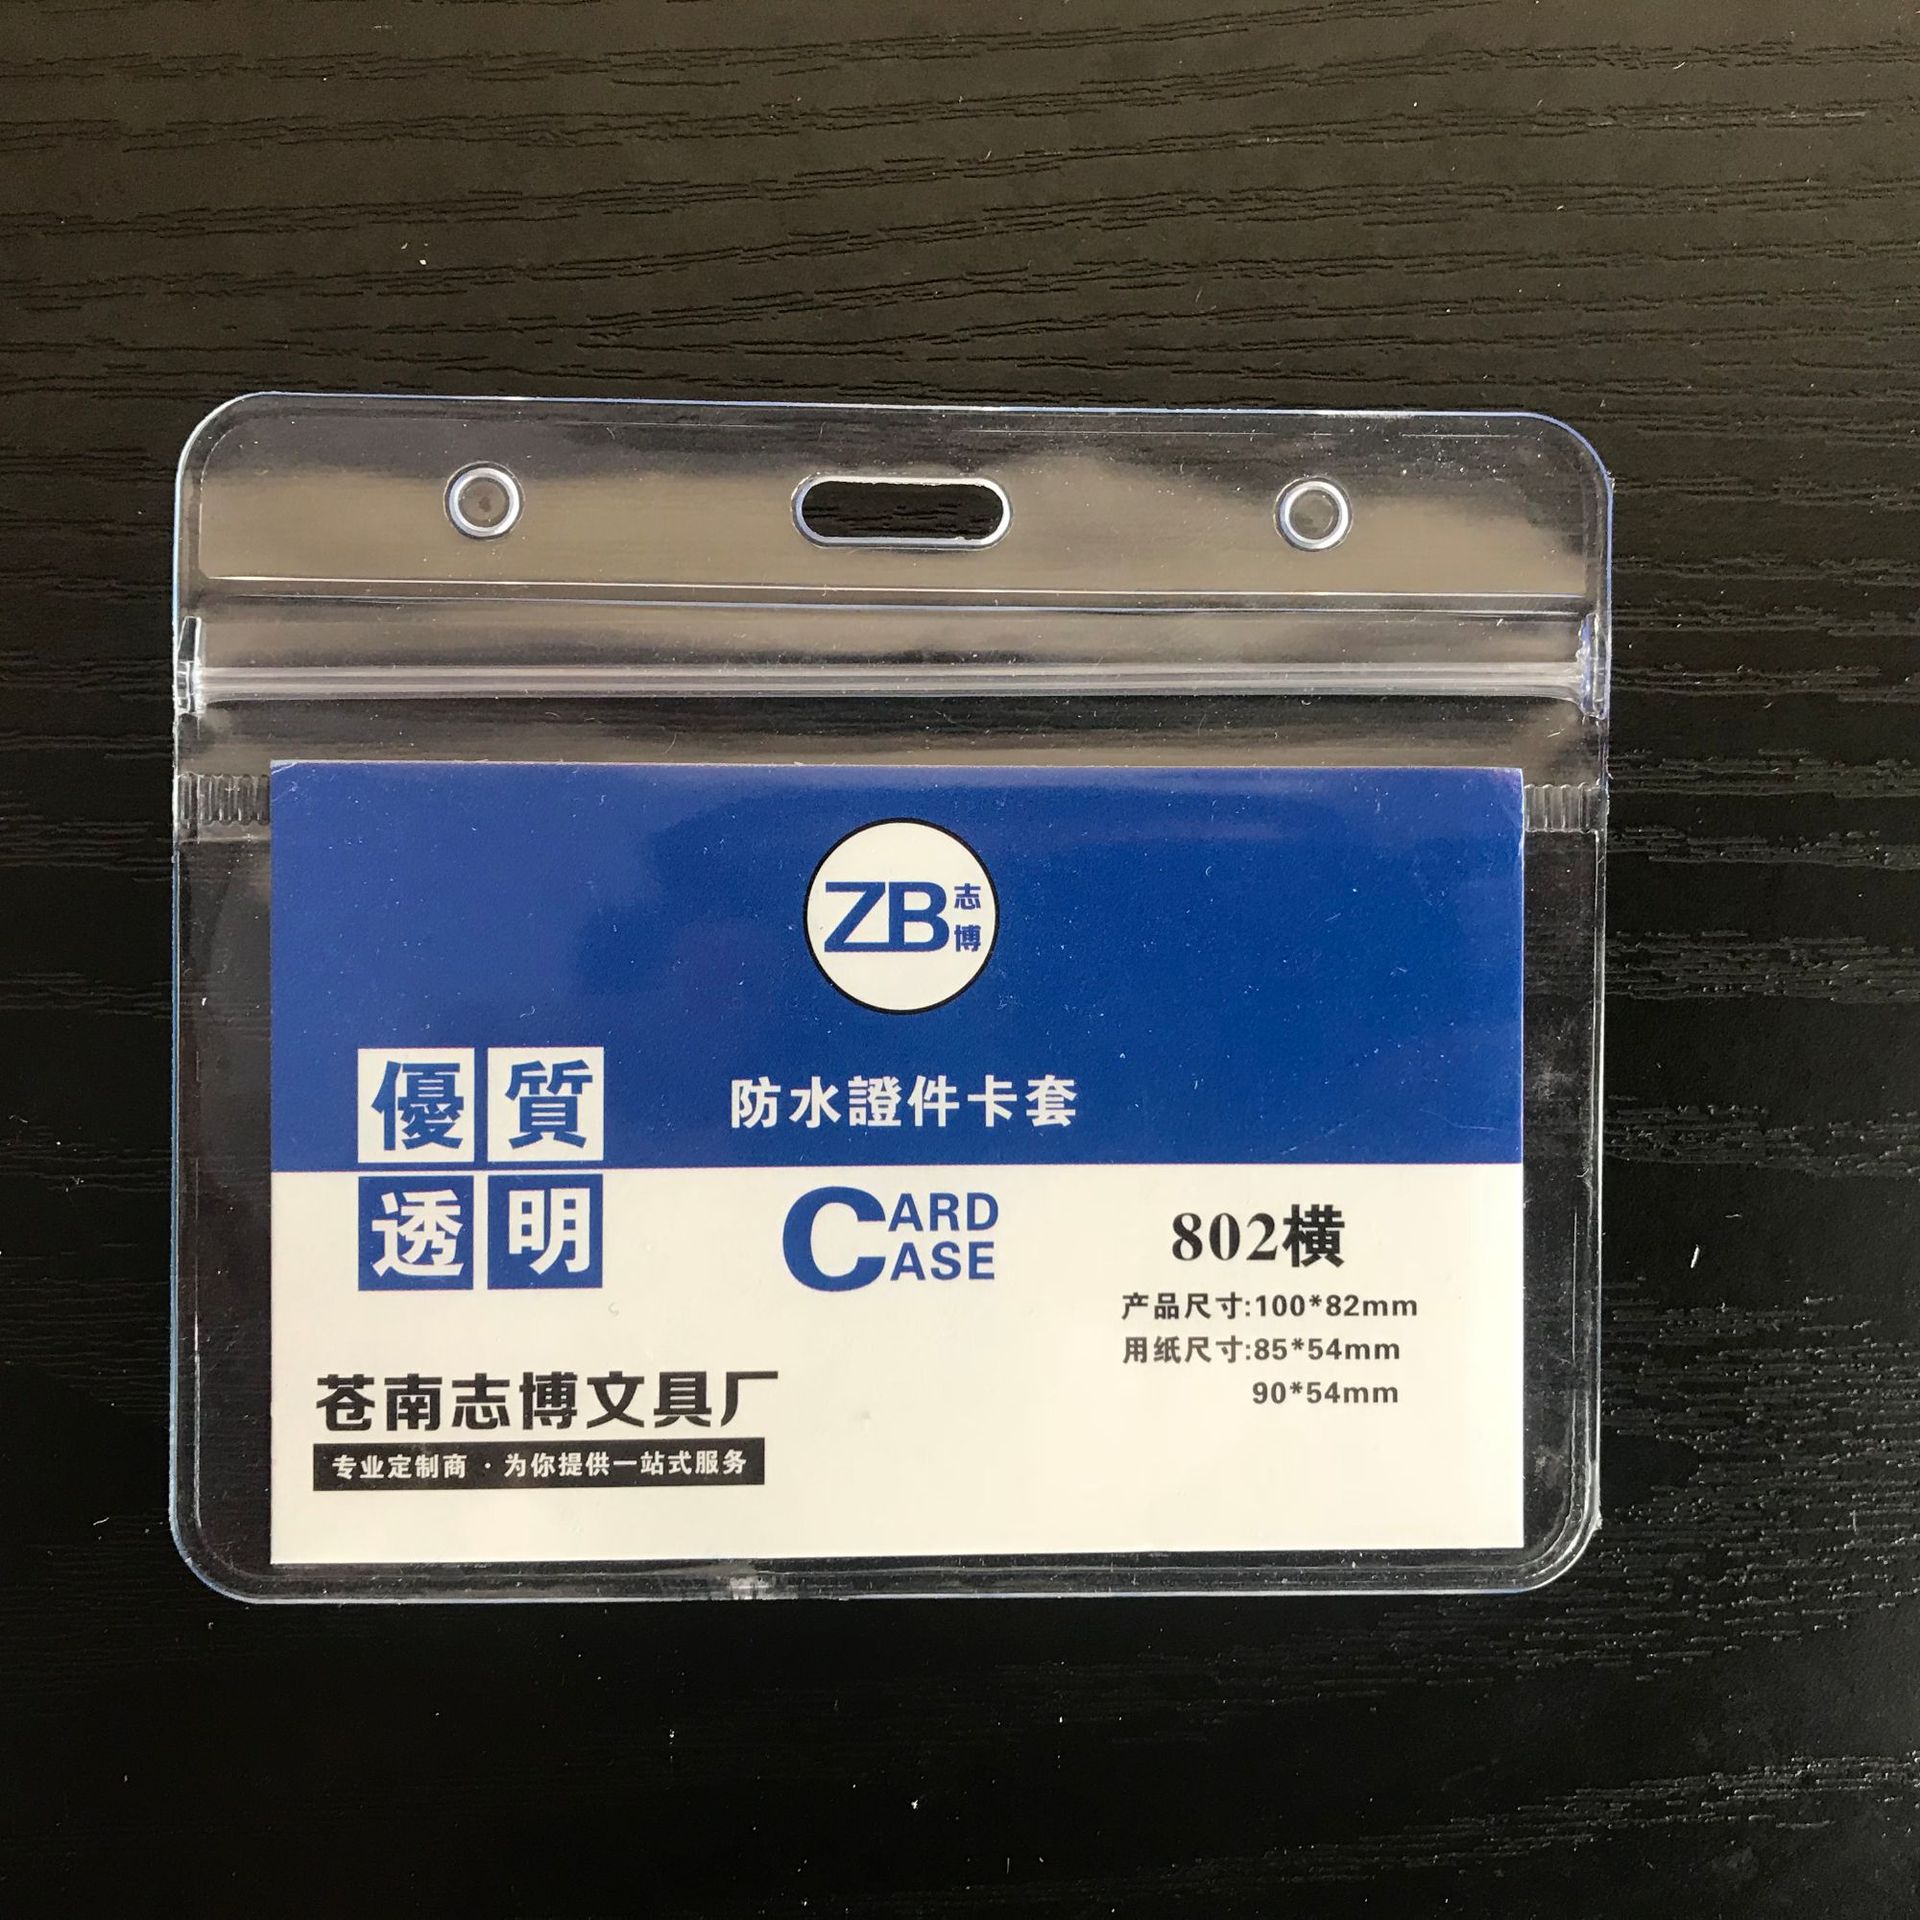 ZB志博
優質
防水證件卡套
透明
CARD
CASE
802横
产品尺寸:100*82mm
用纸尺寸:85*54mm
90*54mm
苍南志博文具厂
专业定制商·为你提供一站式服务